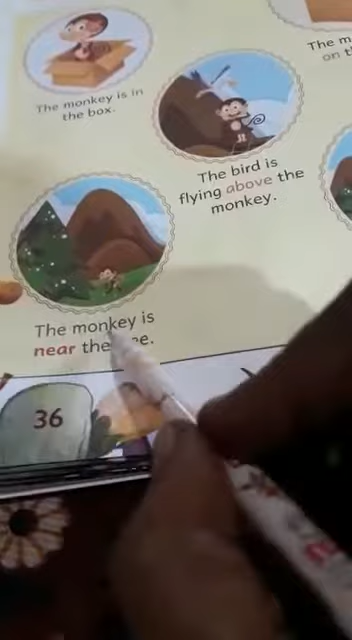 The monkey is in
the box.
The m
on t
The bird is
flying above the
monkey.
The monkey is
near the
36